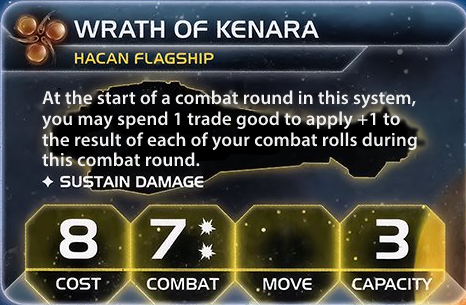 WRATH OF KENARA
HACAN FLAGSHIP
At the start of a combat round in this system,
you may spend 1 trade good to apply +1 to
the result of each of your combat rolls during
this combat round.
✦ SUSTAIN DAMAGE
8 7 3
COST COMBAT MOVE CAPACITY